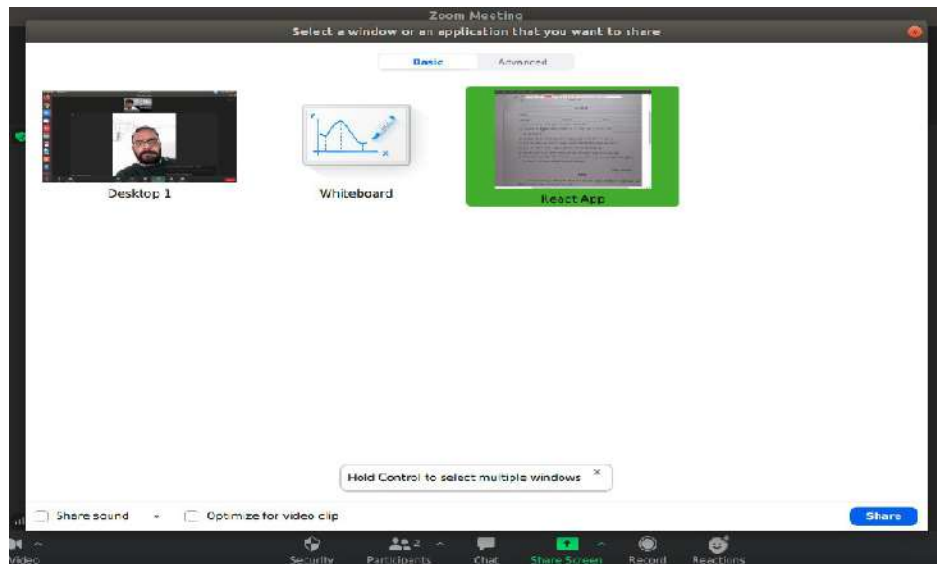 Zoom Meeting
Select a window or an application that you want to share
Basic
Advanced
Desktop 1
Whiteboard
React App
Hold Control to select multiple windows
Share sound
Optimize for video clip
Share
Video
Security
Participants
2
Chat
Share Screen
Record
Reactions